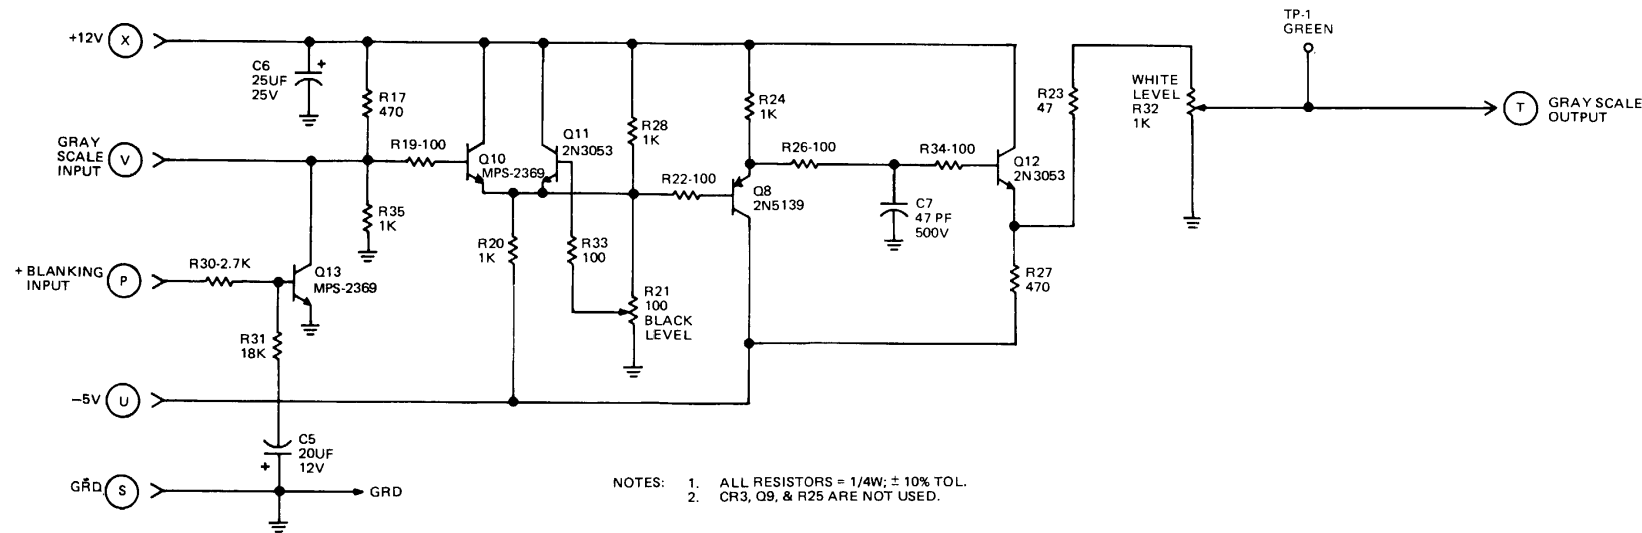 TP-1
GREEN
+12V
X
C6
25UF
25V
+
R17
470
R24
1K
R23
47
WHITE
LEVEL
R32
1K
T
GRAY SCALE
OUTPUT
GRAY
SCALE
INPUT
V
R19-100
Q10
MPS-2369
Q11
2N3053
R28
1K
R26-100
R34-100
Q12
2N3053
R22-100
Q8
2N5139
C7
47 PF
500V
R35
1K
R20
1K
R33
100
+ BLANKING
INPUT
P
R30-2.7K
Q13
MPS-2369
R27
470
R21
100
BLACK
LEVEL
R31
18K
-5V
U
C5
20UF
12V
+
GRD
S
GRD
NOTES: 1. ALL RESISTORS = 1/4W; ± 10% TOL.
2. CR3, Q9, & R25 ARE NOT USED.